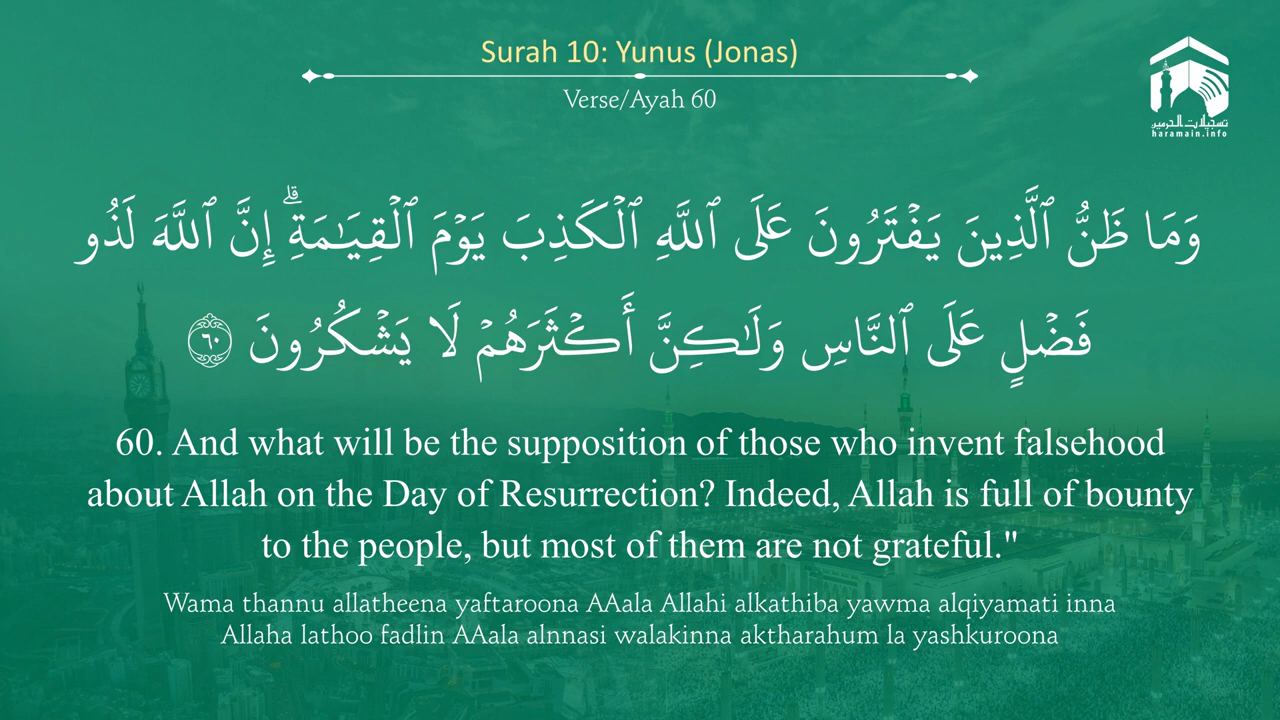 Surah 10: Yunus (Jonas)
Verse/Ayah 60
تسجيلات الحرمين
haramain.info
وَمَا ظَنُّ ٱلَّذِينَ يَفْتَرُونَ عَلَى ٱللَّهِ ٱلْكَذِبَ يَوْمَ ٱلْقِيَـٰمَةِ ۗ إِنَّ ٱللَّهَ لَذُو
فَضْلٍ عَلَى ٱلنَّاسِ وَلَـٰكِنَّ أَكْثَرَهُمْ لَا يَشْكُرُونَ ٦٠
60. And what will be the supposition of those who invent falsehood
about Allah on the Day of Resurrection? Indeed, Allah is full of bounty
to the people, but most of them are not grateful."
Wama thannu allatheena yaftaroona AAala Allahi alkathiba yawma alqiyamati inna
Allaha lathoo fadlin AAala alnnasi walakinna aktharahum la yashkuroona